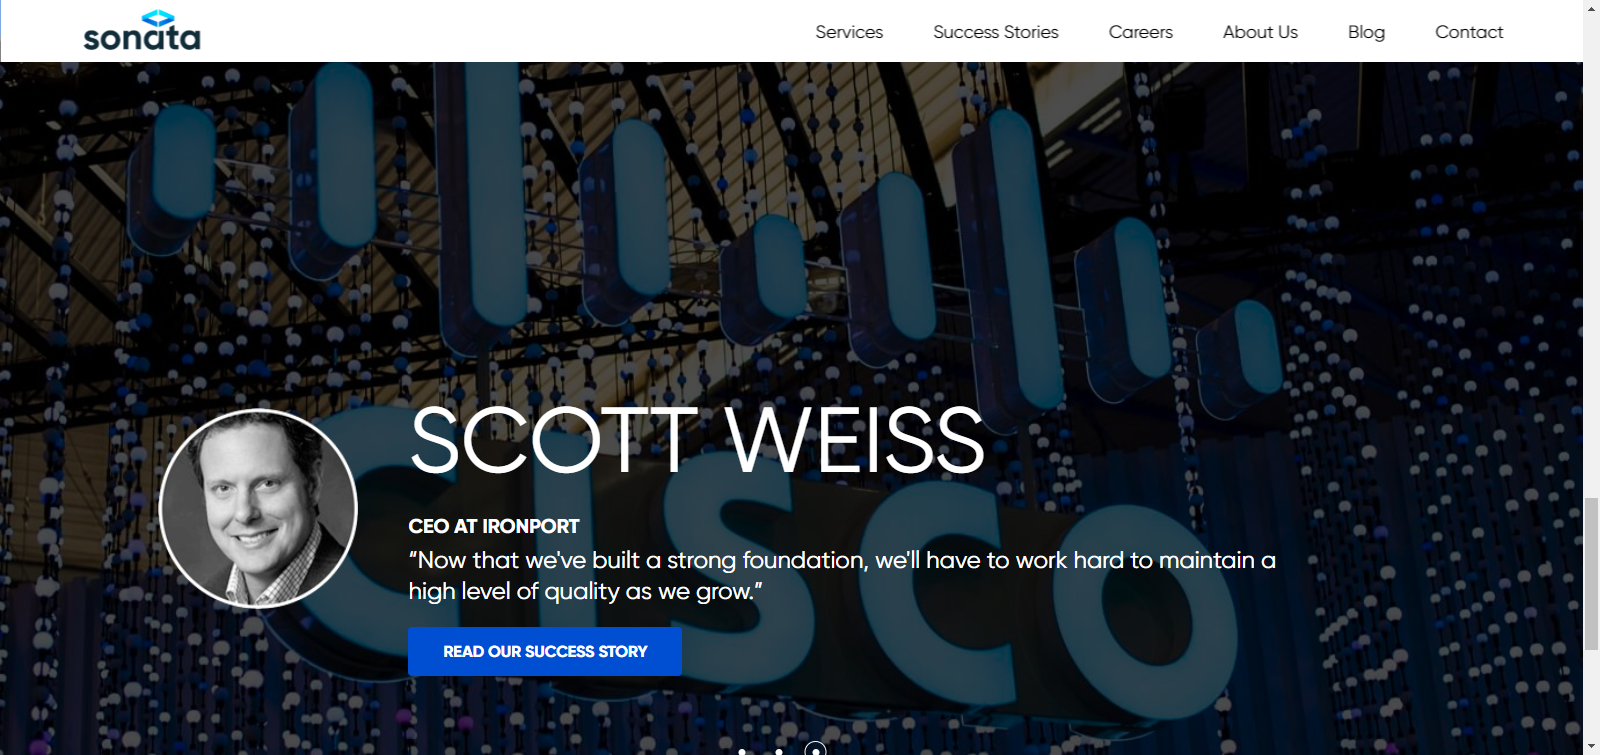 sonata
Services
Success Stories
Careers
About Us
Blog
Contact
CISCO
SCOTT WEISS
CEO AT IRONPORT
“Now that we've built a strong foundation, we'll have to work hard to maintain a
high level of quality as we grow.”
READ OUR SUCCESS STORY